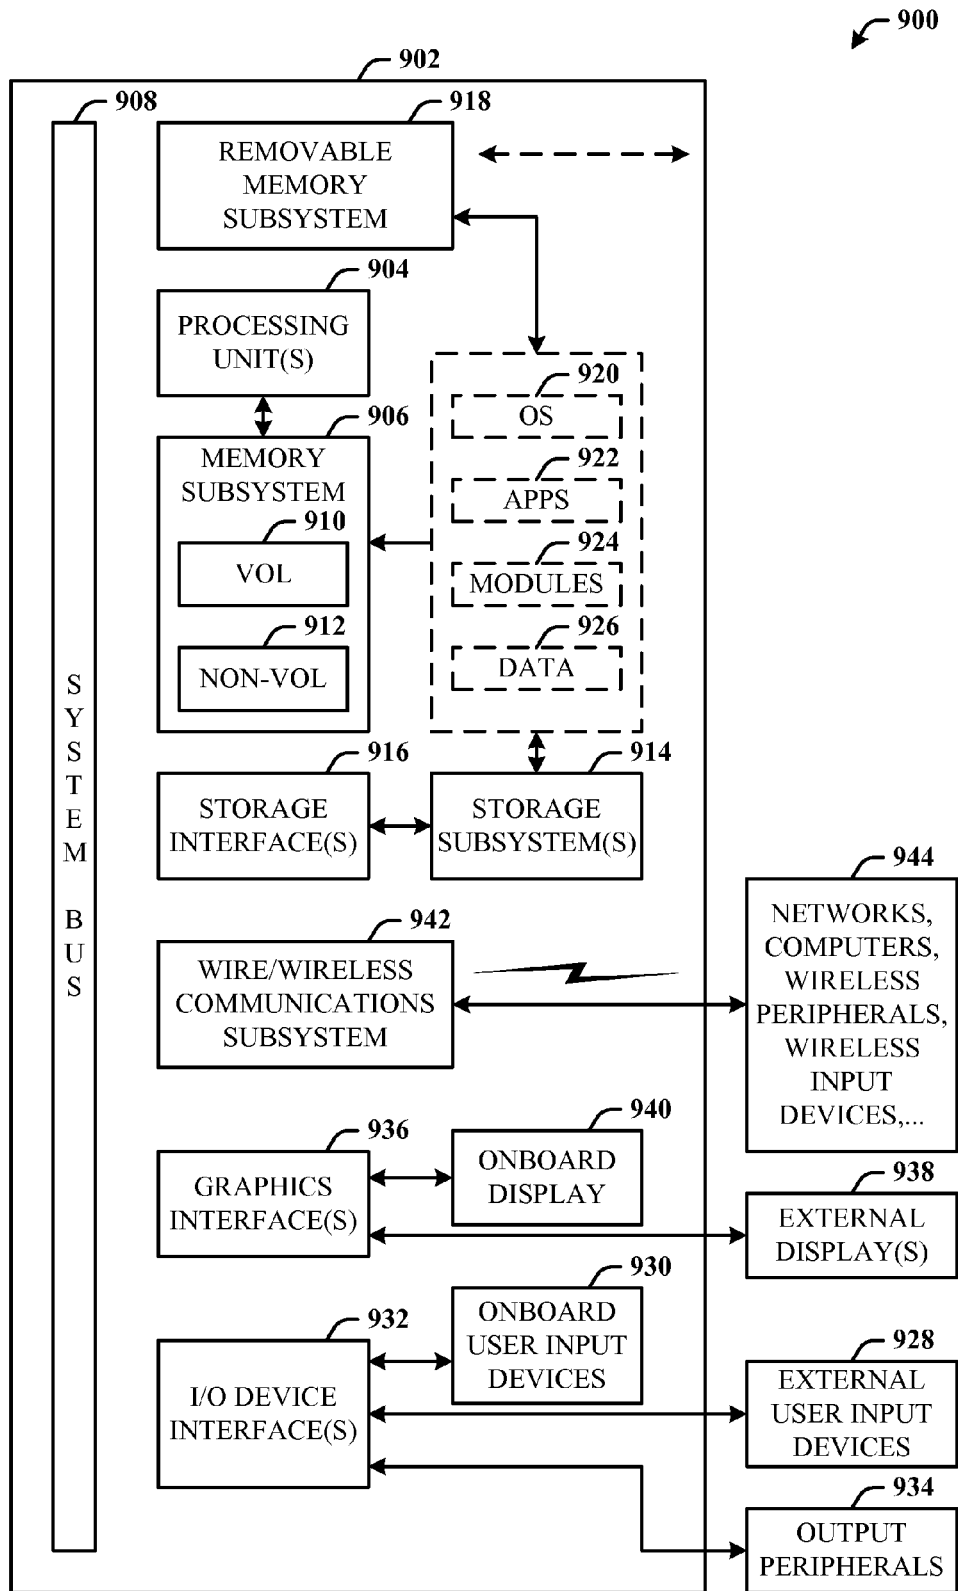 900
902
908
918
REMOVABLE
MEMORY
SUBSYSTEM
904
PROCESSING
UNIT(S)
906
MEMORY
SUBSYSTEM
910
VOL
912
NON-VOL
920
OS
922
APPS
924
MODULES
926
DATA
SYSTEM BUS
916
STORAGE
INTERFACE(S)
914
STORAGE
SUBSYSTEM(S)
942
WIRE/WIRELESS
COMMUNICATIONS
SUBSYSTEM
944
NETWORKS,
COMPUTERS,
WIRELESS
PERIPHERALS,
WIRELESS
INPUT
DEVICES,...
936
GRAPHICS
INTERFACE(S)
940
ONBOARD
DISPLAY
938
EXTERNAL
DISPLAY(S)
930
ONBOARD
USER INPUT
DEVICES
932
I/O DEVICE
INTERFACE(S)
928
EXTERNAL
USER INPUT
DEVICES
934
OUTPUT
PERIPHERALS